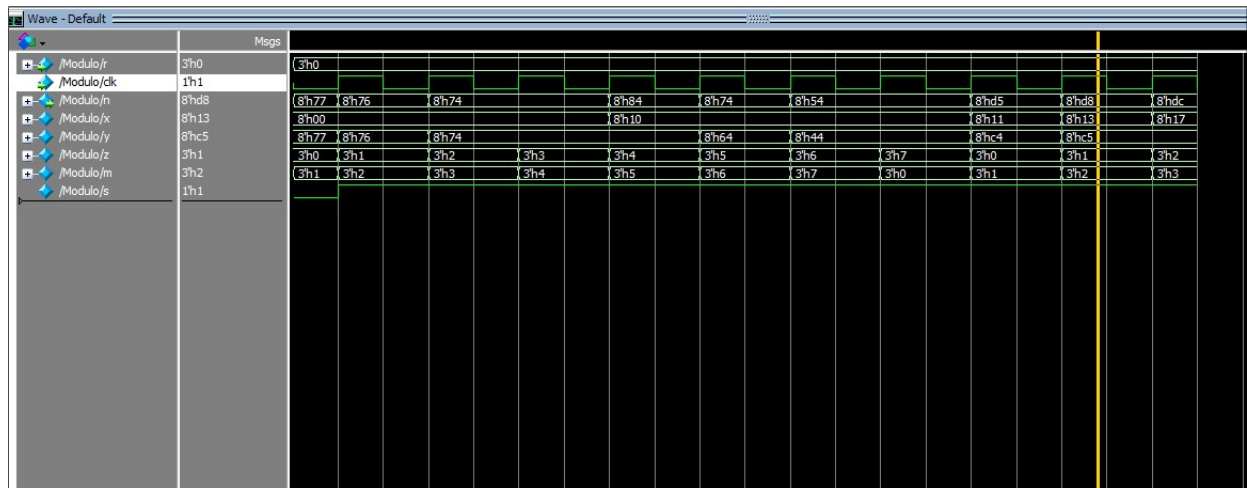 Wave - Default
Msgs
/Modulo/r 3'h0 3'h0
/Modulo/clk 1'h1
/Modulo/n 8'hd8 8'h77 8'h76 8'h74 8'h84 8'h74 8'h54 8'hd5 8'hd8 8'hdc
/Modulo/x 8'h13 8'h00 8'h10 8'h11 8'h13 8'h17
/Modulo/y 8'hc5 8'h77 8'h76 8'h74 8'h64 8'h44 8'hc4 8'hc5
/Modulo/z 3'h1 3'h0 3'h1 3'h2 3'h3 3'h4 3'h5 3'h6 3'h7 3'h0 3'h1 3'h2
/Modulo/m 3'h2 3'h1 3'h2 3'h3 3'h4 3'h5 3'h6 3'h7 3'h0 3'h1 3'h2 3'h3
/Modulo/s 1'h1